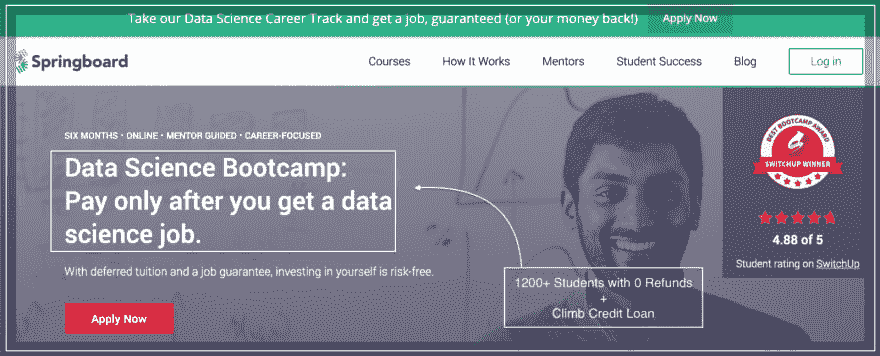 Take our Data Science Career Track and get a job, guaranteed (or your money back!)
Apply Now
Springboard
Courses
How It Works
Mentors
Student Success
Blog
Log in
SIX MONTHS • ONLINE • MENTOR GUIDED • CAREER-FOCUSED
Data Science Bootcamp:
Pay only after you get a data
science job.
With deferred tuition and a job guarantee, investing in yourself is risk-free.
Apply Now
1200+ Students with 0 Refunds
+
Climb Credit Loan
BEST BOOTCAMP AWARD
SWITCHUP WINNER
4.88 of 5
Student rating on SwitchUp